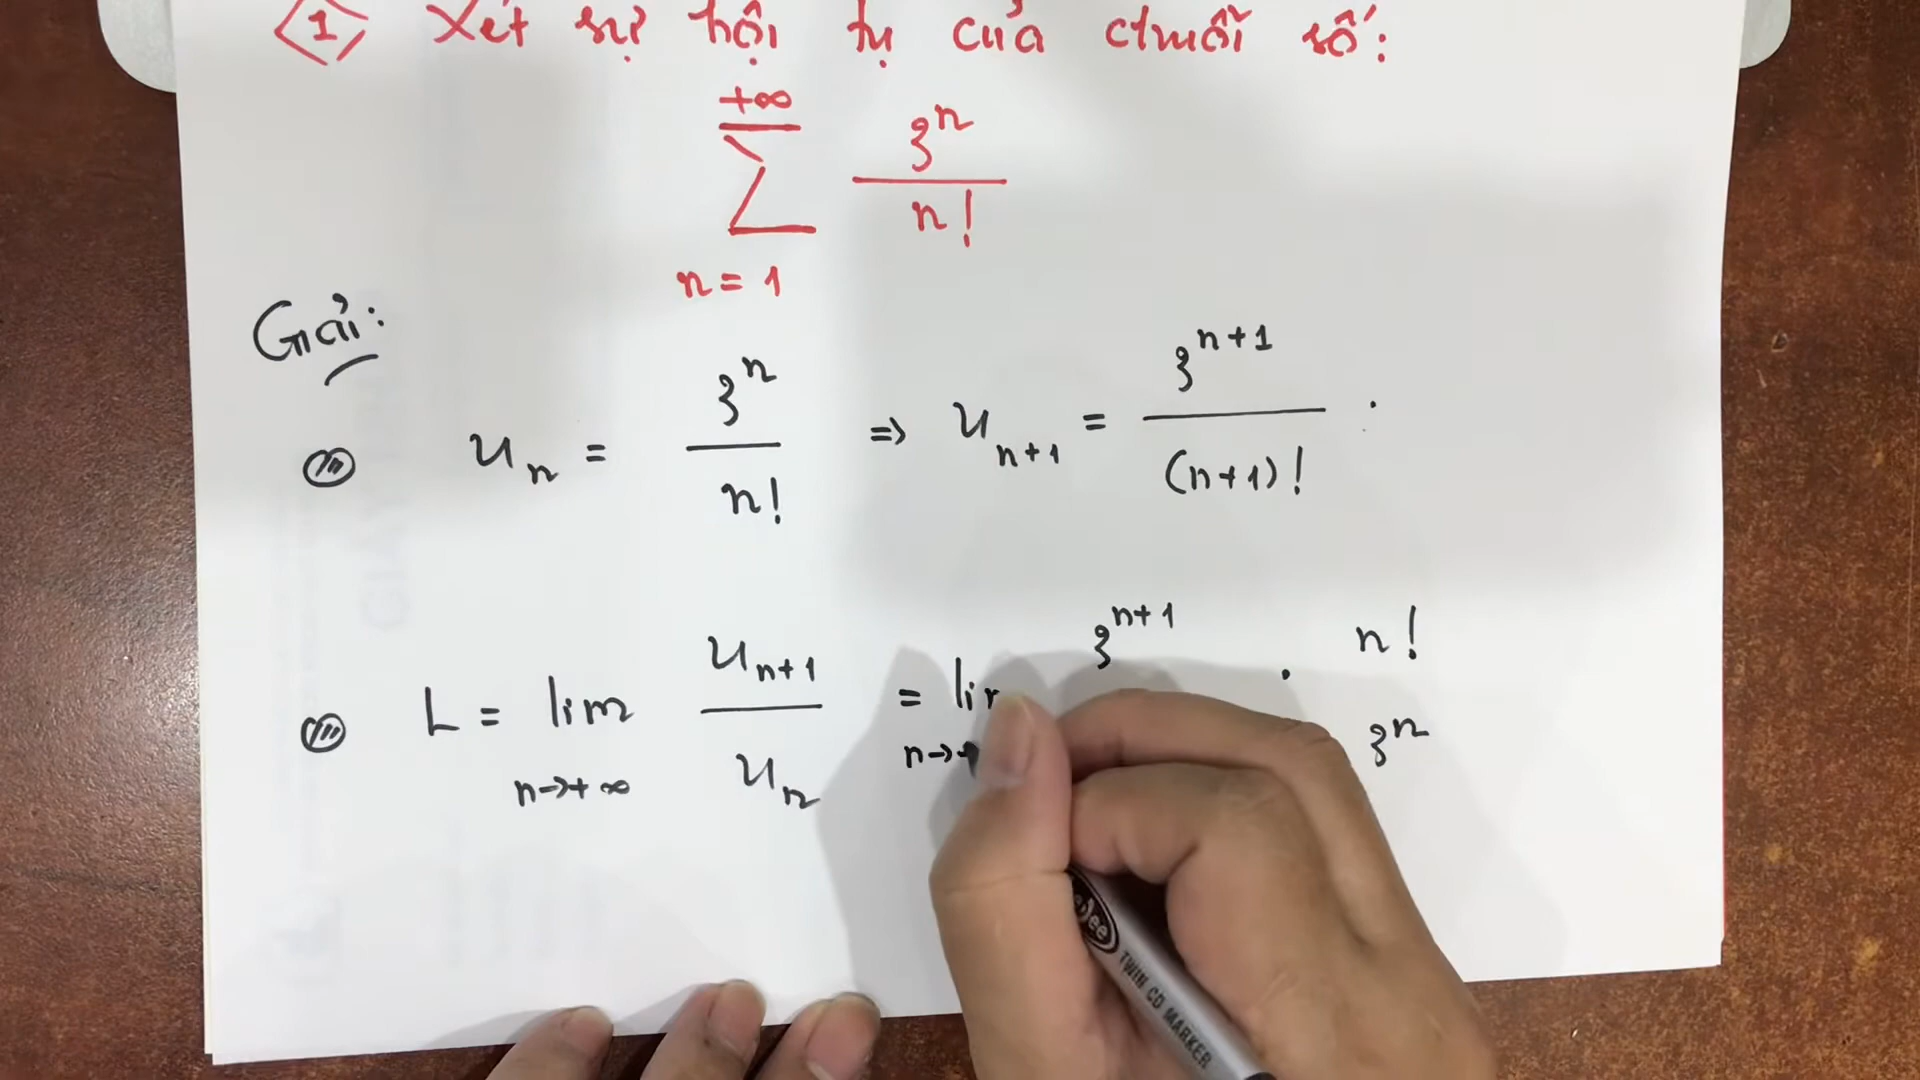 1 Xét sự hội tụ của chuỗi số:
+∞
∑ 3^n / n!
n = 1
Giải:
u_n = 3^n / n! => u_{n+1} = 3^{n+1} / (n+1)! .
L = lim u_{n+1} / u_n = 3^{n+1} . n! / 3^n
n→+∞ n→
TWIN CD MARKER